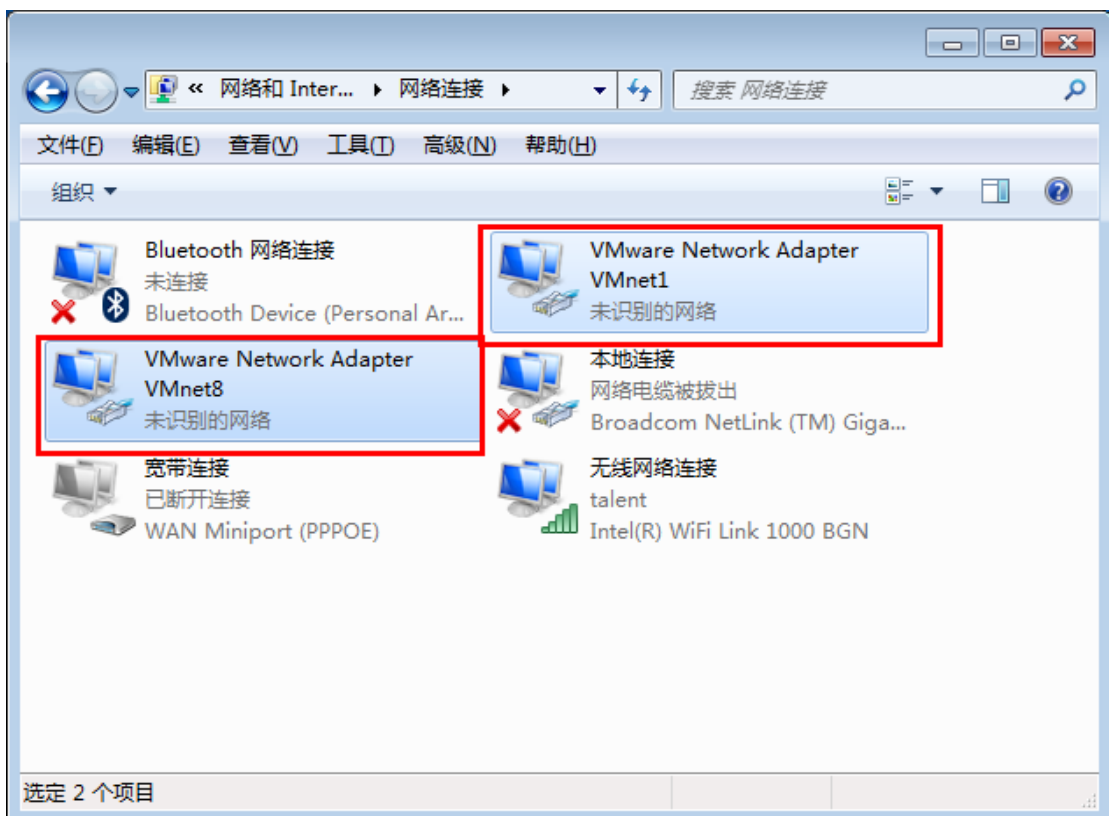 « 网络和 Inter... ▸ 网络连接 ▸ 搜索 网络连接
文件(F) 编辑(E) 查看(V) 工具(T) 高级(N) 帮助(H)
组织
Bluetooth 网络连接
未连接
Bluetooth Device (Personal Ar...
VMware Network Adapter
VMnet1
未识别的网络
VMware Network Adapter
VMnet8
未识别的网络
本地连接
网络电缆被拔出
Broadcom NetLink (TM) Giga...
宽带连接
已断开连接
WAN Miniport (PPPOE)
无线网络连接
talent
Intel(R) WiFi Link 1000 BGN
选定 2 个项目